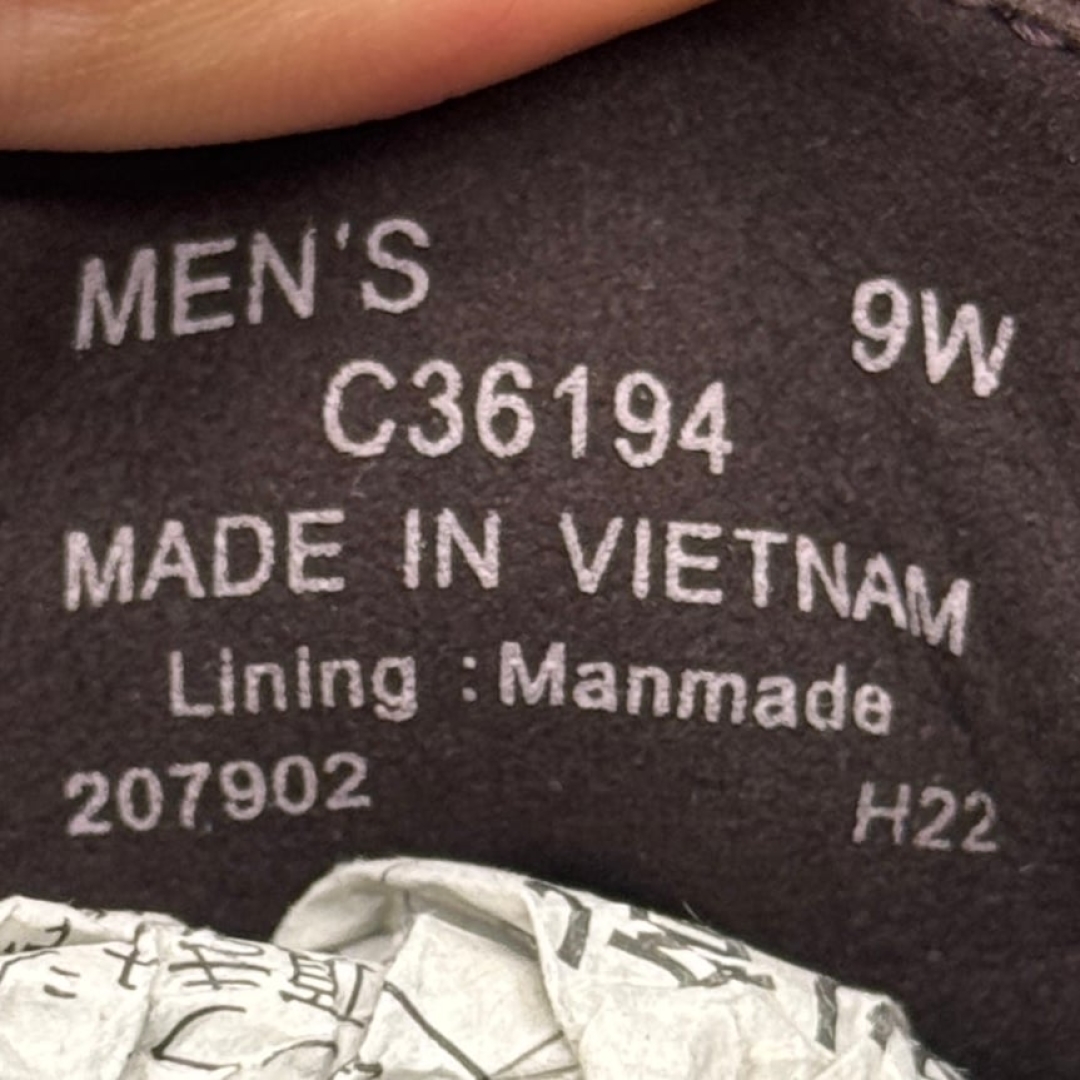 MEN'S 9W
C36194
MADE IN VIETNAM
Lining :Manmade
207902 H22